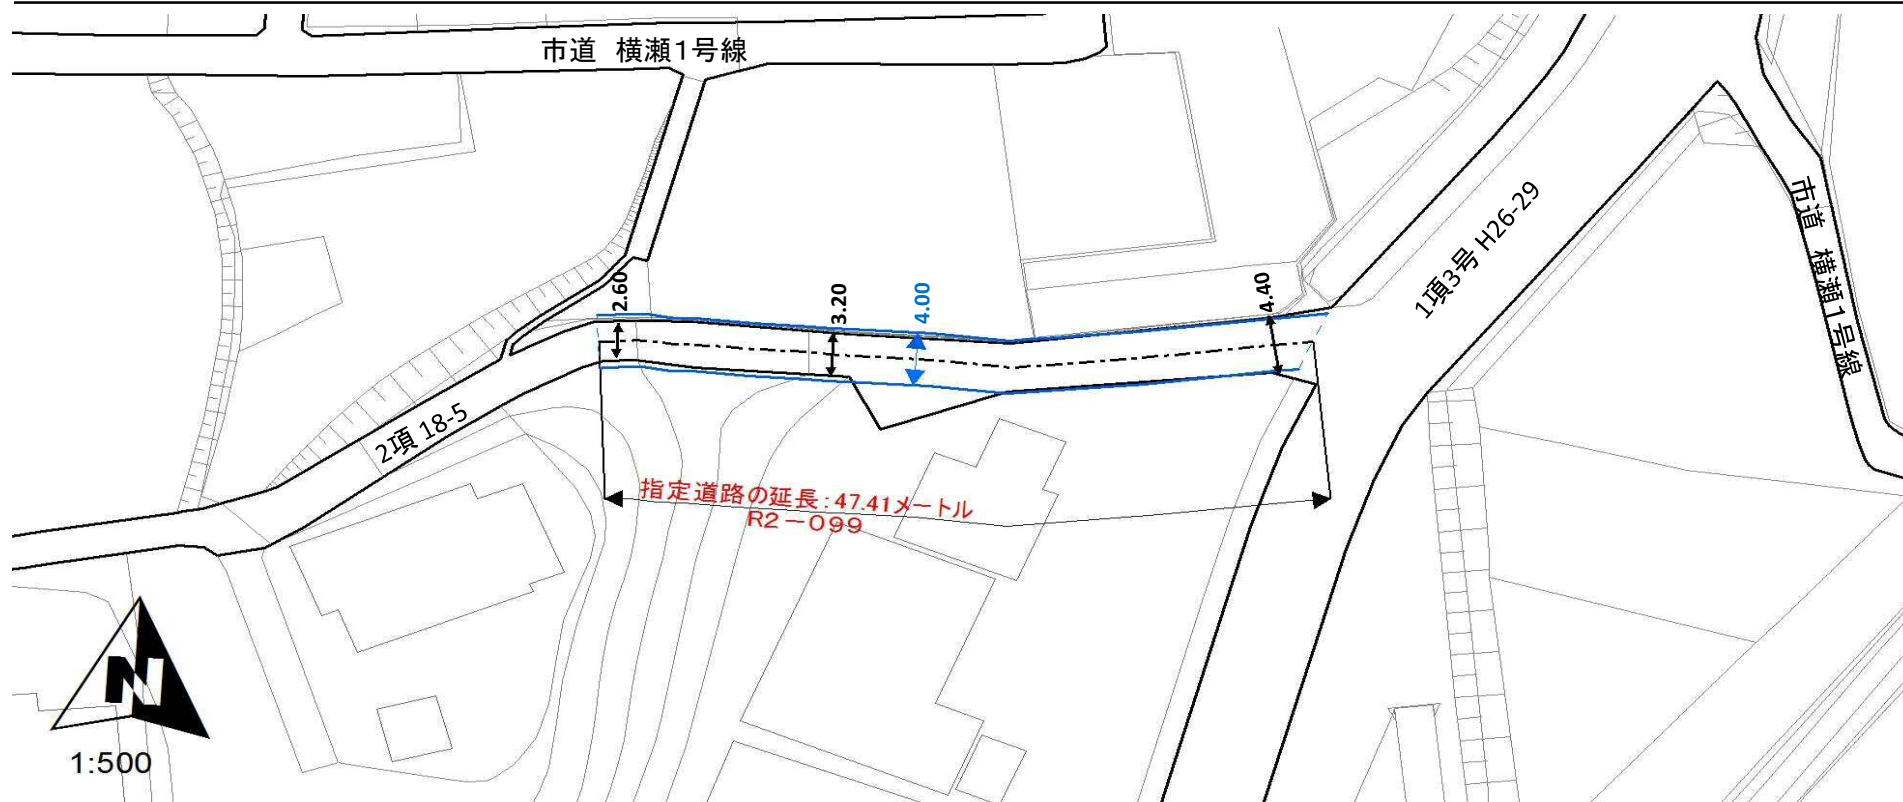 市道 横瀬1号線
2.60
3.20
4.00
4.40
1項3号 H26-29
市道 横瀬1号線
2項 18-5
指定道路の延長:47.41メートル
R2-099
N
1:500